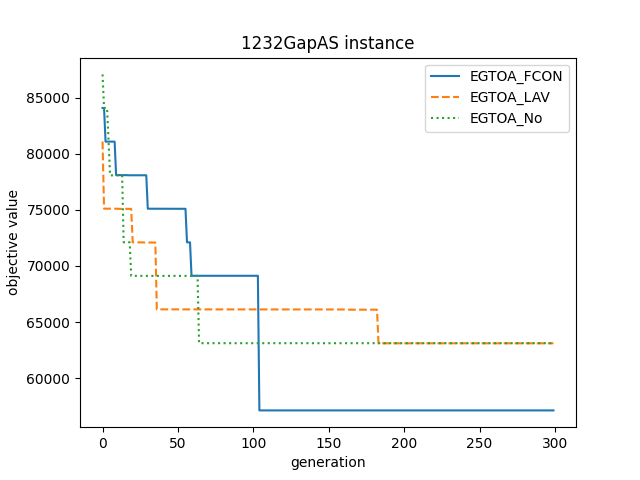 1232GapAS instance
EGTOA_FCON
EGTOA_LAV
EGTOA_No
objective value
85000
80000
75000
70000
65000
60000
0 50 100 150 200 250 300
generation